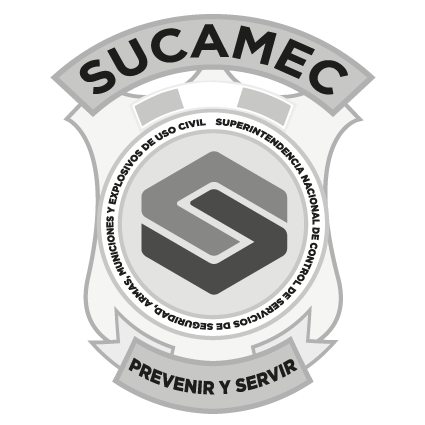 SUCAMEC
SUPERINTENDENCIA NACIONAL DE CONTROL DE SERVICIOS DE SEGURIDAD, ARMAS, MUNICIONES Y EXPLOSIVOS DE USO CIVIL
PREVENIR Y SERVIR